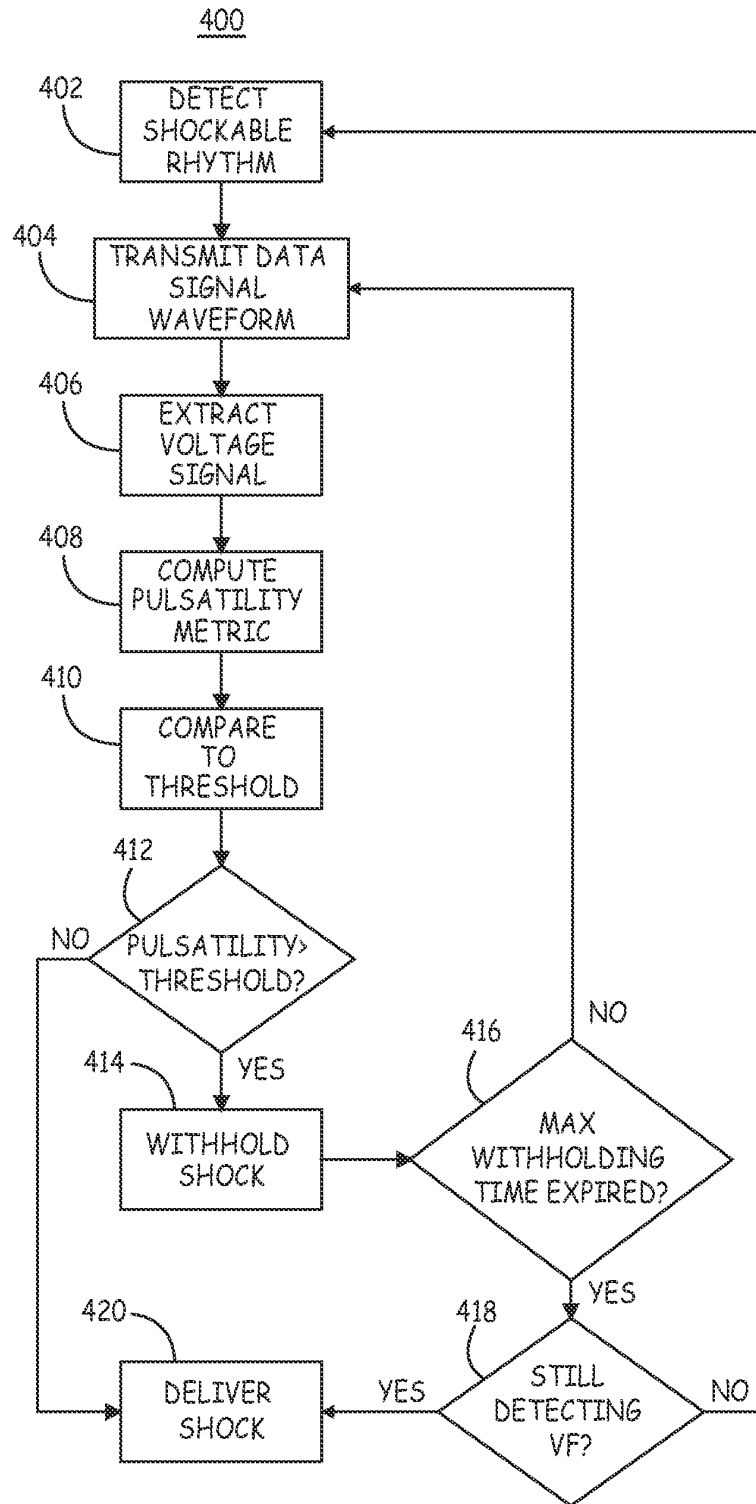 400
402
DETECT
SHOCKABLE
RHYTHM
404
TRANSMIT DATA
SIGNAL
WAVEFORM
406
EXTRACT
VOLTAGE
SIGNAL
408
COMPUTE
PULSATILITY
METRIC
410
COMPARE
TO
THRESHOLD
412
NO
PULSATILITY>
THRESHOLD?
YES
414
WITHHOLD
SHOCK
416
NO
MAX
WITHHOLDING
TIME EXPIRED?
YES
418
STILL
DETECTING
VF?
YES
NO
420
DELIVER
SHOCK